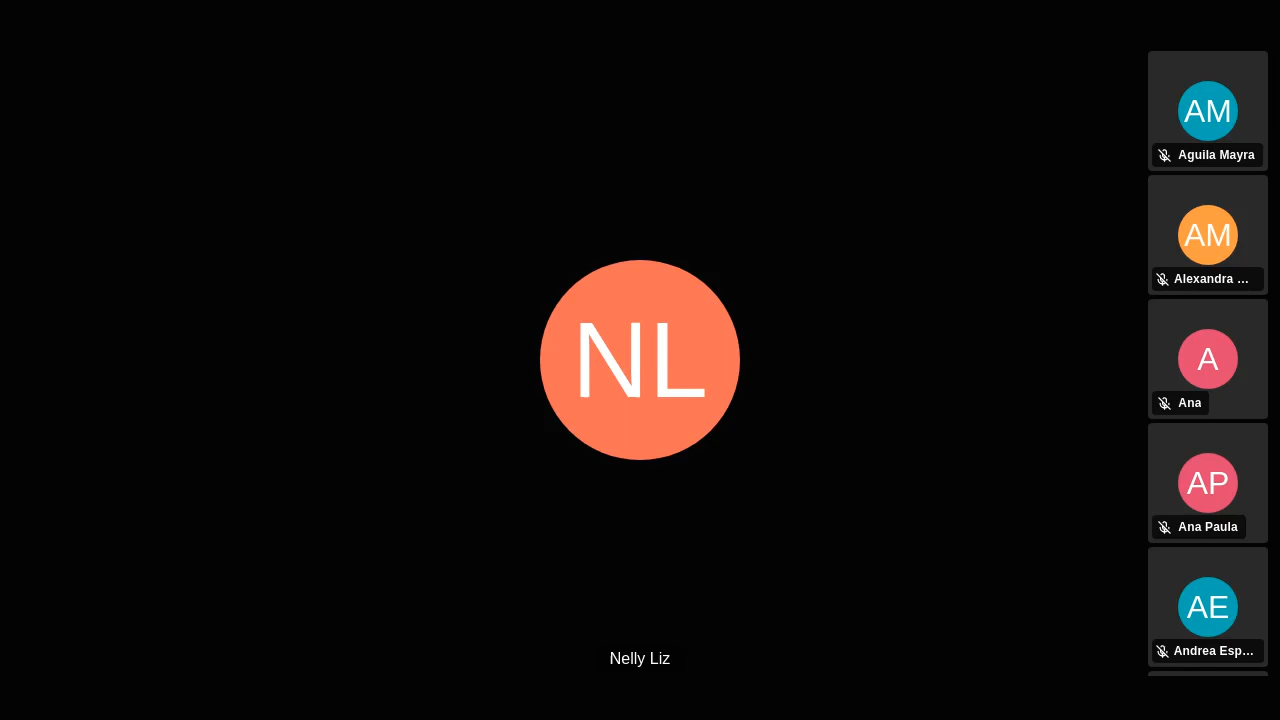 NL
Nelly Liz
AM
Aguila Mayra
AM
Alexandra ...
A
Ana
AP
Ana Paula
AE
Andrea Esp...